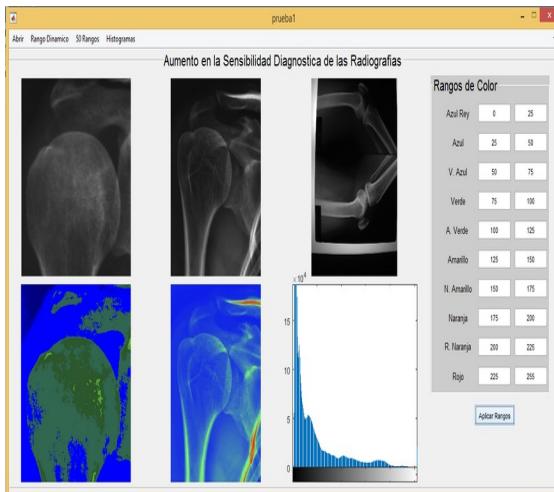 prueba1
Abrir Rango Dinamico 50 Rangos Histogramas
Aumento en la Sensibilidad Diagnostica de las Radiografias
Rangos de Color
Azul Rey 0 25
Azul 25 50
V. Azul 50 75
Verde 75 100
A. Verde 100 125
Amarillo 125 150
N. Amarillo 150 175
Naranja 175 200
R. Naranja 200 225
Rojo 225 255
Aplicar Rangos
× 10^4
15
10
5
0